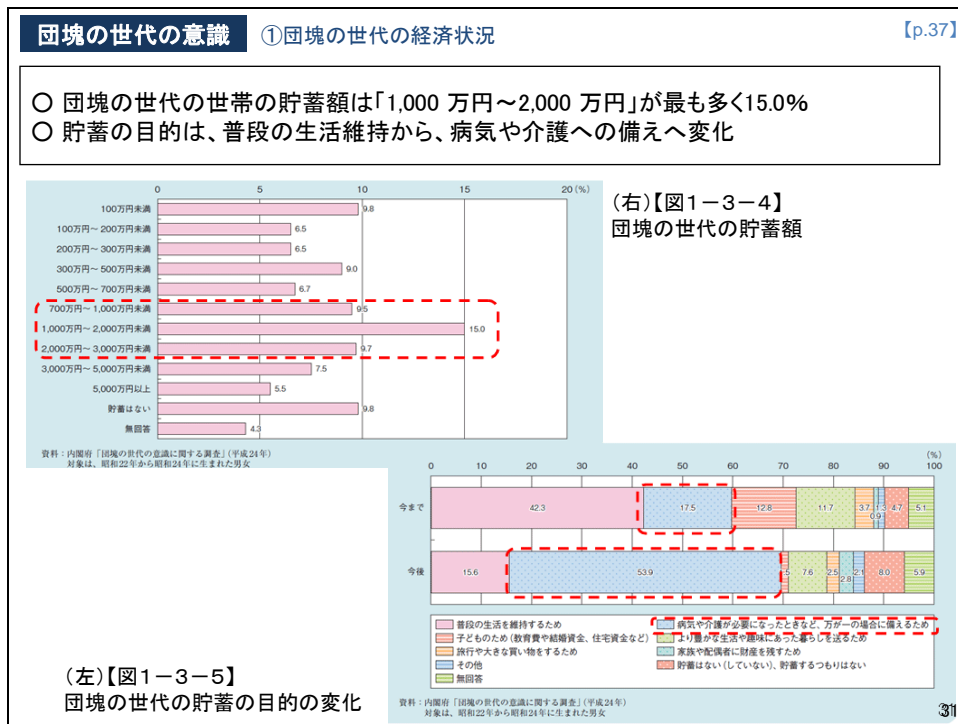 団塊の世代の意識 ①団塊の世代の経済状況
【p.37】
○ 団塊の世代の世帯の貯蓄額は「1,000 万円～2,000 万円」が最も多く15.0%
○ 貯蓄の目的は、普段の生活維持から、病気や介護への備えへ変化
0 5 10 15 20 (%)
100万円未満 9.8
100万円～200万円未満 6.5
200万円～300万円未満 6.5
300万円～500万円未満 9.0
500万円～700万円未満 6.7
700万円～1,000万円未満 9.5
1,000万円～2,000万円未満 15.0
2,000万円～3,000万円未満 9.7
3,000万円～5,000万円未満 7.5
5,000万円以上 5.5
貯蓄はない 9.8
無回答 4.3
資料：内閣府「団塊の世代の意識に関する調査」（平成24年）
対象は、昭和22年から昭和24年に生まれた男女
（右）【図1－3－4】
団塊の世代の貯蓄額
(%)
0 10 20 30 40 50 60 70 80 90 100
今まで 42.3 17.5 12.8 11.7 3.7 0.9 1.3 4.7 5.1
今後 15.6 53.9 .5 7.6 2.5 2.8 2.1 8.0 5.9
普段の生活を維持するため 病気や介護が必要になったときなど、万が一の場合に備えるため
子どものため（教育費や結婚資金、住宅資金など） より豊かな生活や趣味にあった暮らしを送るため
旅行や大きな買い物をするため 家族や配偶者に財産を残すため
その他 貯蓄はない（していない）、貯蓄するつもりはない
無回答
資料：内閣府「団塊の世代の意識に関する調査」（平成24年）
対象は、昭和22年から昭和24年に生まれた男女
（左）【図1－3－5】
団塊の世代の貯蓄の目的の変化
31